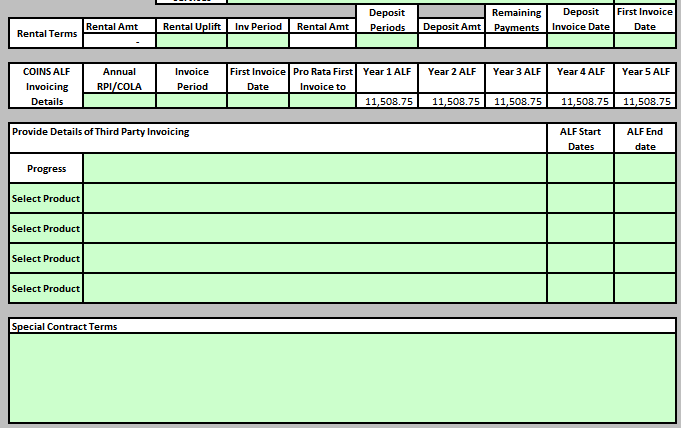 Rental Terms Rental Amt Rental Uplift Inv Period Rental Amt Deposit Periods Deposit Amt Remaining Payments Deposit Invoice Date First Invoice Date
-
COINS ALF Invoicing Details Annual RPI/COLA Invoice Period First Invoice Date Pro Rata First Invoice to Year 1 ALF Year 2 ALF Year 3 ALF Year 4 ALF Year 5 ALF
11,508.75 11,508.75 11,508.75 11,508.75 11,508.75
Provide Details of Third Party Invoicing ALF Start Dates ALF End date
Progress
Select Product
Select Product
Select Product
Select Product
Special Contract Terms